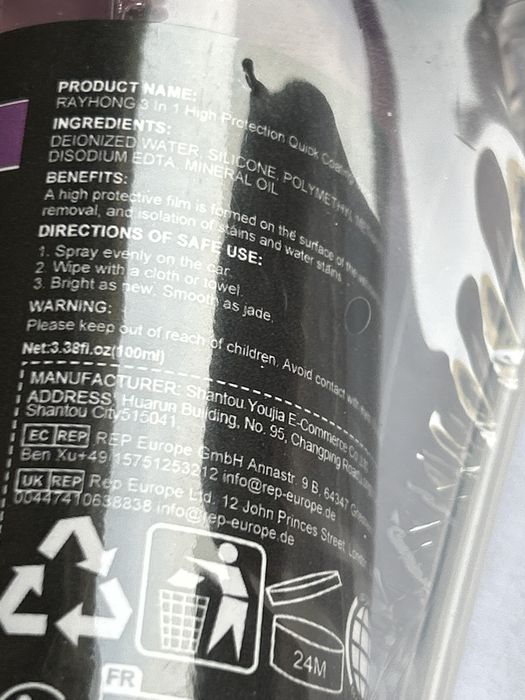 PRODUCT NAME:
RAYHONG 3 In 1 High Protection Quick Coating
INGREDIENTS:
DEIONIZED WATER, SILICONE,
DISODIUM EDTA, MINERAL OIL
BENEFITS:
A high protective film is formed on the surface of the
removal, and isolation of stains and water stains
DIRECTIONS OF SAFE USE:
1. Spray evenly on the car.
2. Wipe with a cloth or towel.
3. Bright as new. Smooth as jade.
WARNING:
Please keep out of reach of children, Avoid contact with
Net:3.38fl.oz(100ml)
MANUFACTURER: Shantou Youjia E-Commerce Co.,Ltd.
ADDRESS: Huarun Building, No. 95, Changping Road,
Shantou City515041
EC REP REP Europe GmbH Annastr. 9 B, 64347
Ben Xu+49 15751253212 info@rep-europe.de
UK REP Rep Europe Ltd, 12 John Princes Street,
00447410638838 info@rep-europe.de
24M
FR